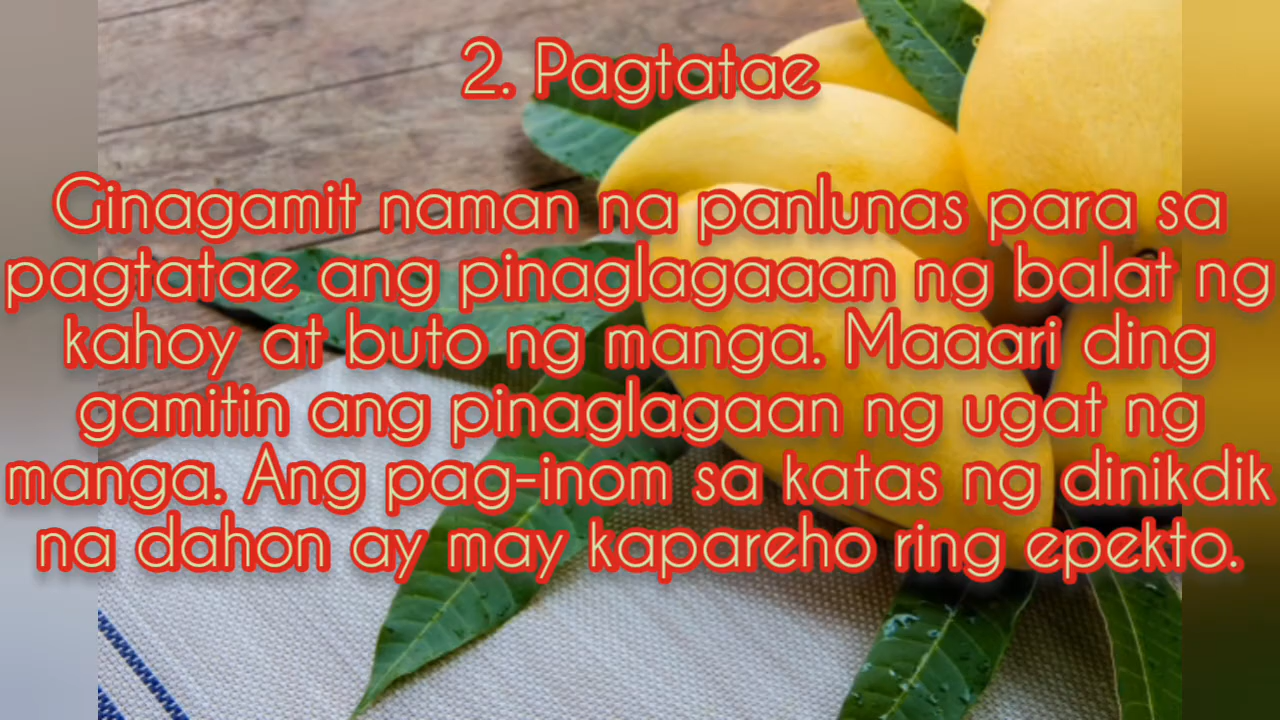 2. Pagtatae
Ginagamit naman na panlunas para sa
pagtatae ang pinaglagaaan ng balat ng
kahoy at buto ng manga. Maaari ding
gamitin ang pinaglagaan ng ugat ng
manga. Ang pag-inom sa katas ng dinikdik
na dahon ay may kapareho ring epekto.